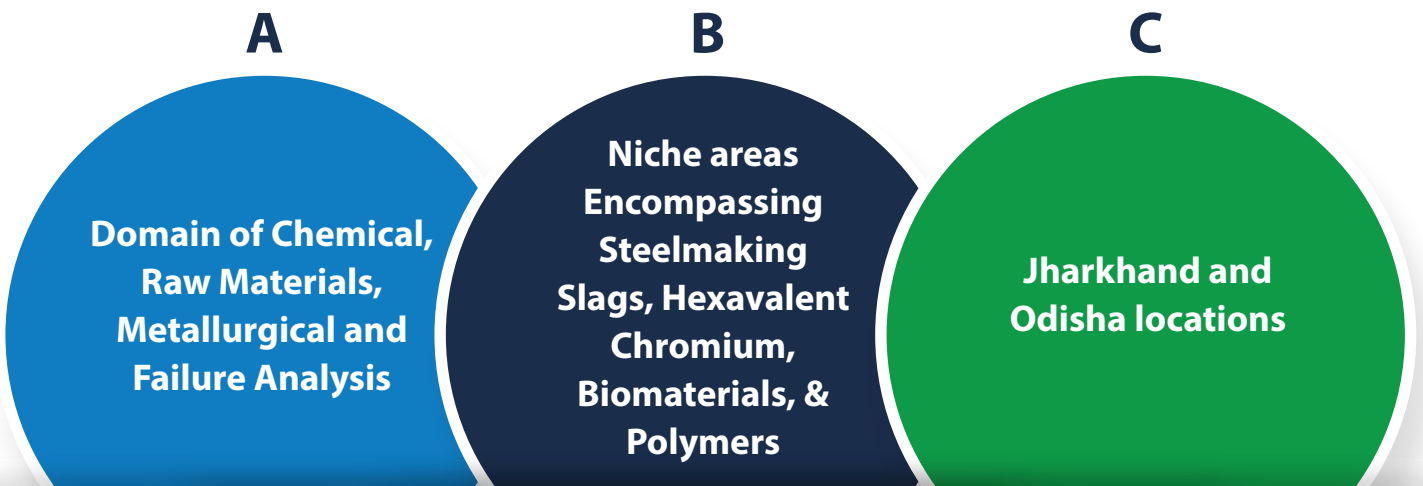 A
Domain of Chemical,
Raw Materials,
Metallurgical and
Failure Analysis
B
Niche areas
Encompassing
Steelmaking
Slags, Hexavalent
Chromium,
Biomaterials, &
Polymers
C
Jharkhand and
Odisha locations